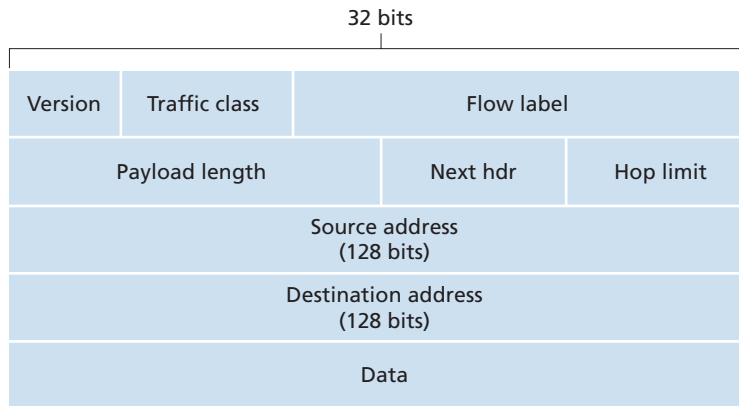 32 bits
Version
Traffic class
Flow label
Payload length
Next hdr
Hop limit
Source address
(128 bits)
Destination address
(128 bits)
Data